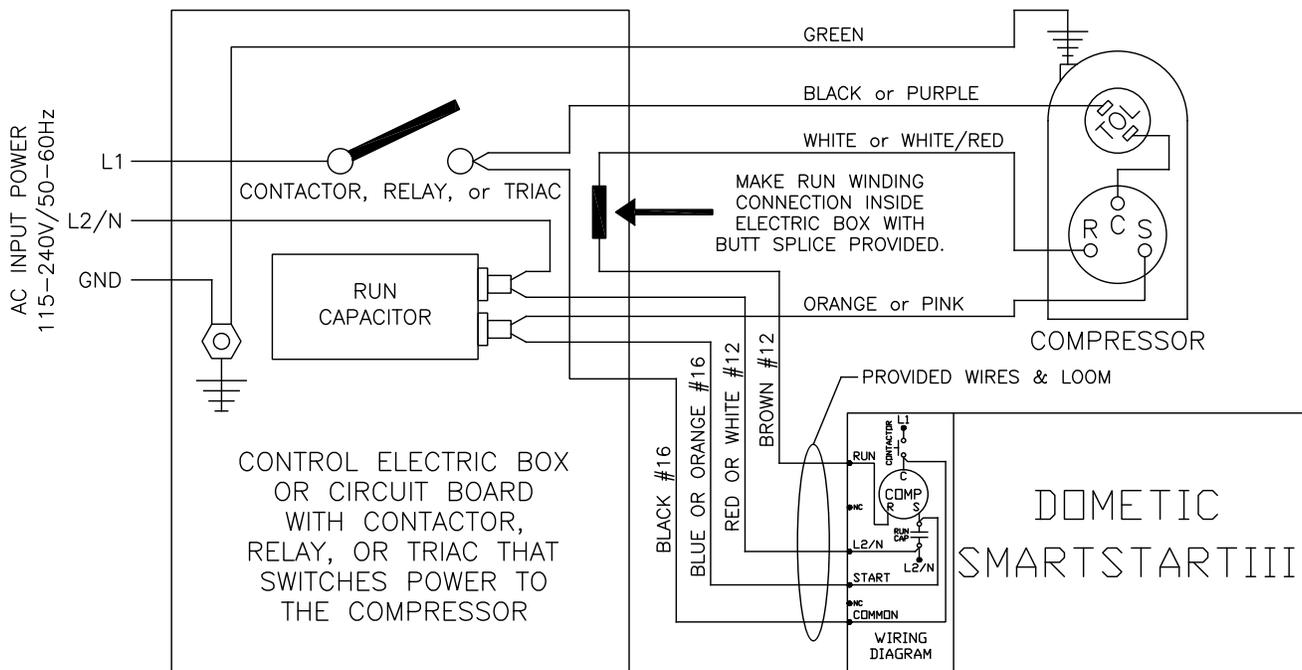 GREEN
BLACK or PURPLE
WHITE or WHITE/RED
AC INPUT POWER
115-240V/50-60Hz
L1
L2/N
GND
CONTACTOR, RELAY, or TRIAC
MAKE RUN WINDING
CONNECTION INSIDE
ELECTRIC BOX WITH
BUTT SPLICE PROVIDED.
T
OL
R
C
S
RUN
CAPACITOR
ORANGE or PINK
COMPRESSOR
PROVIDED WIRES & LOOM
BLACK #16
BLUE OR ORANGE #16
RED OR WHITE #12
BROWN #12
CONTROL ELECTRIC BOX
OR CIRCUIT BOARD
WITH CONTACTOR,
RELAY, OR TRIAC THAT
SWITCHES POWER TO
THE COMPRESSOR
L1
CONTACTOR
RUN
C
COMP
R
S
NC
RUN
CAP
L2/N
L2/N
START
NC
COMMON
WIRING
DIAGRAM
DOMETIC
SMARTSTARTIII